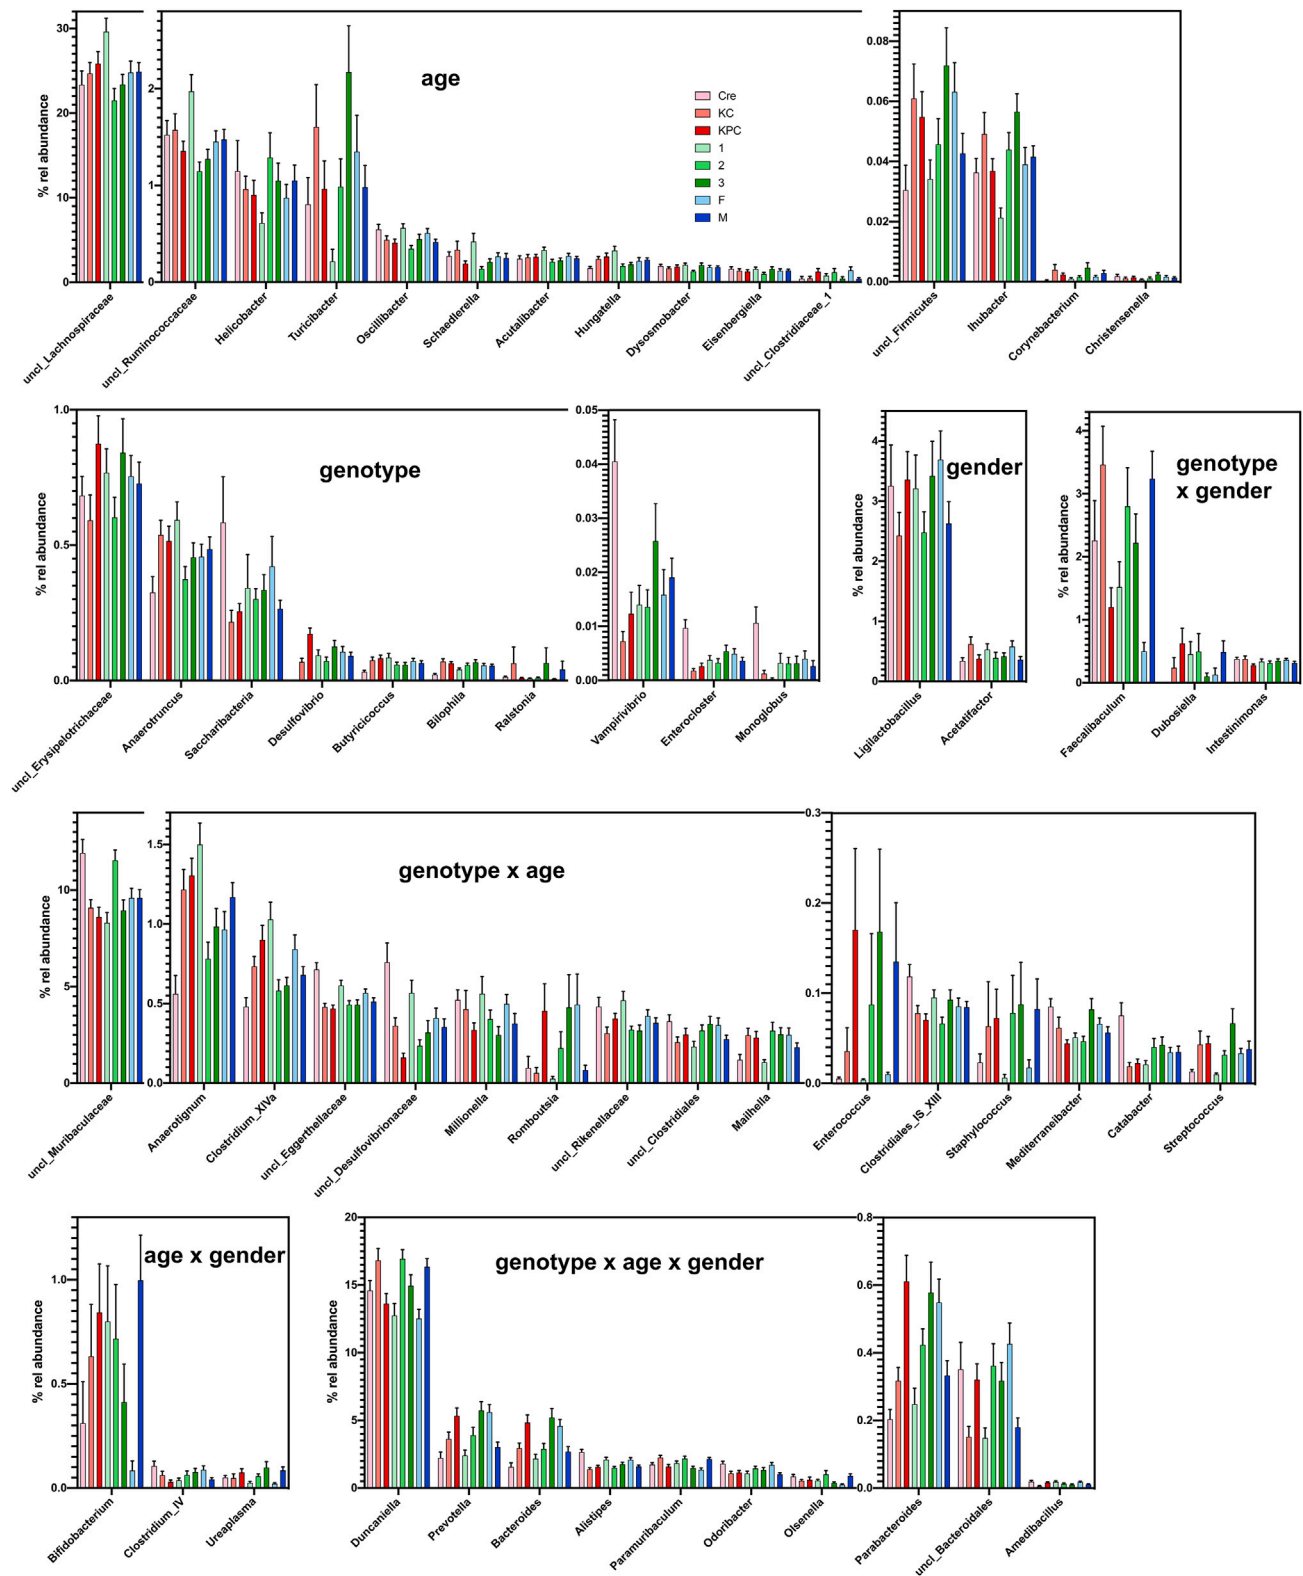 age
% rel abundance
30
20
10
0
2
1
0
0.08
0.06
0.04
0.02
0.00
Cre
KC
KPC
1
2
3
F
M
uncl_Lachnospiraceae
uncl_Ruminococcaceae
Helicobacter
Turicibacter
Oscillibacter
Schaedlerella
Acutalibacter
Hungatella
Dysosmobacter
Eisenbergiella
uncl_Clostridiaceae_1
uncl_Firmicutes
Ihubacter
Corynebacterium
Christensenella
genotype
% rel abundance
1.0
0.5
0.0
0.05
0.04
0.03
0.02
0.01
0.00
uncl_Erysipelotrichaceae
Anaerotruncus
Saccharibacteria
Desulfovibrio
Butyricicoccus
Bilophila
Ralstonia
Vampirivibrio
Enterocloster
Monoglobus
gender
% rel abundance
4
3
2
1
0
Ligilactobacillus
Acetatifactor
genotype
x gender
% rel abundance
4
3
2
1
0
Faecalibaculum
Dubosiella
Intestinimonas
genotype x age
% rel abundance
10
5
0
1.5
1.0
0.5
0.0
0.3
0.2
0.1
0.0
uncl_Muribaculaceae
Anaerotignum
Clostridium_XIVa
uncl_Eggerthellaceae
uncl_Desulfovibrionaceae
Millionella
Romboutsia
uncl_Rikenellaceae
uncl_Clostridiales
Mailhella
Enterococcus
Clostridiales_IS_XIII
Staphylococcus
Mediterraneibacter
Catabacter
Streptococcus
age x gender
% rel abundance
1.0
0.5
0.0
Bifidobacterium
Clostridium_IV
Ureaplasma
genotype x age x gender
% rel abundance
20
15
10
5
0
0.8
0.6
0.4
0.2
0.0
Duncaniella
Prevotella
Bacteroides
Alistipes
Paramuribaculum
Odoribacter
Olsenella
Parabacteroides
uncl_Bacteroidales
Amedibacillus